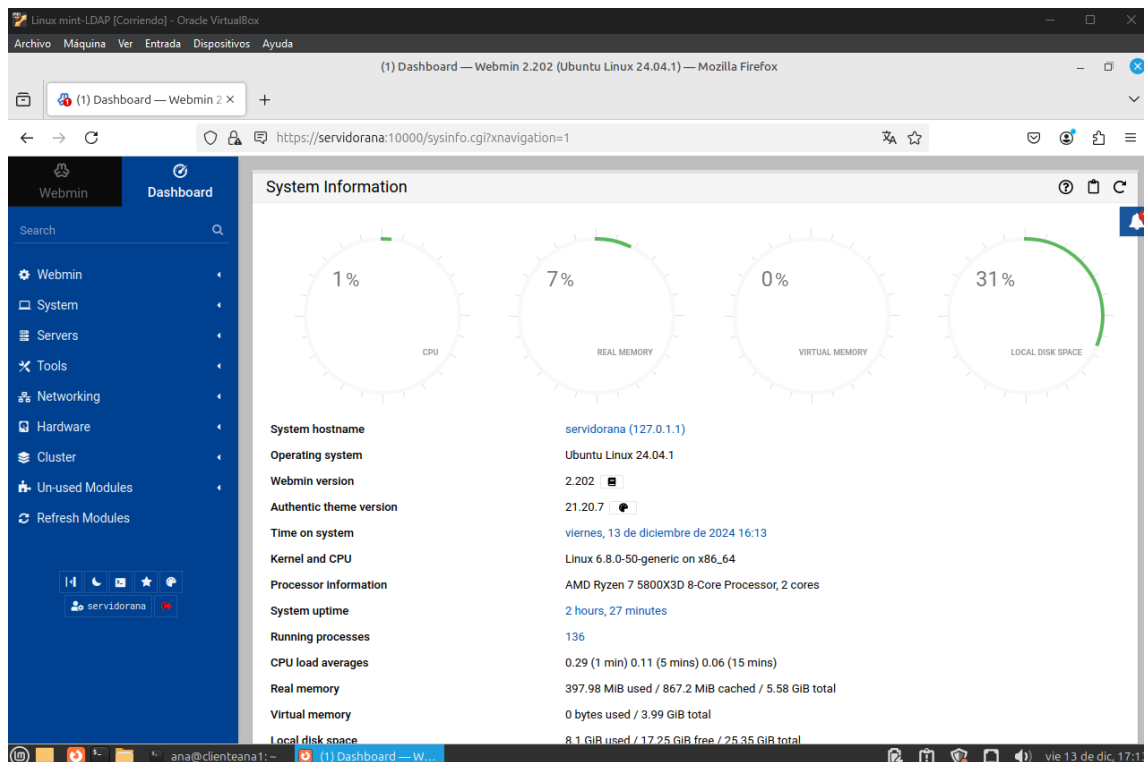 Linux mint-LDAP [Corriendo] - Oracle VirtualBox
Archivo Máquina Ver Entrada Dispositivos Ayuda
(1) Dashboard — Webmin 2.202 (Ubuntu Linux 24.04.1) — Mozilla Firefox
(1) Dashboard — Webmin 2
https://servidorana:10000/sysinfo.cgi?xnavigation=1
Webmin
Dashboard
Search
Webmin
System
Servers
Tools
Networking
Hardware
Cluster
Un-used Modules
Refresh Modules
servidorana
System Information
1%
CPU
7%
REAL MEMORY
0%
VIRTUAL MEMORY
31%
LOCAL DISK SPACE
System hostname servidorana (127.0.1.1)
Operating system Ubuntu Linux 24.04.1
Webmin version 2.202
Authentic theme version 21.20.7
Time on system viernes, 13 de diciembre de 2024 16:13
Kernel and CPU Linux 6.8.0-50-generic on x86_64
Processor information AMD Ryzen 7 5800X3D 8-Core Processor, 2 cores
System uptime 2 hours, 27 minutes
Running processes 136
CPU load averages 0.29 (1 min) 0.11 (5 mins) 0.06 (15 mins)
Real memory 397.98 MiB used / 867.2 MiB cached / 5.58 GiB total
Virtual memory 0 bytes used / 3.99 GiB total
Local disk space 8.1 GiB used / 17.25 GiB free / 25.35 GiB total
ana@clienteana1: ~
(1) Dashboard — W...
vie 13 de dic, 17:1